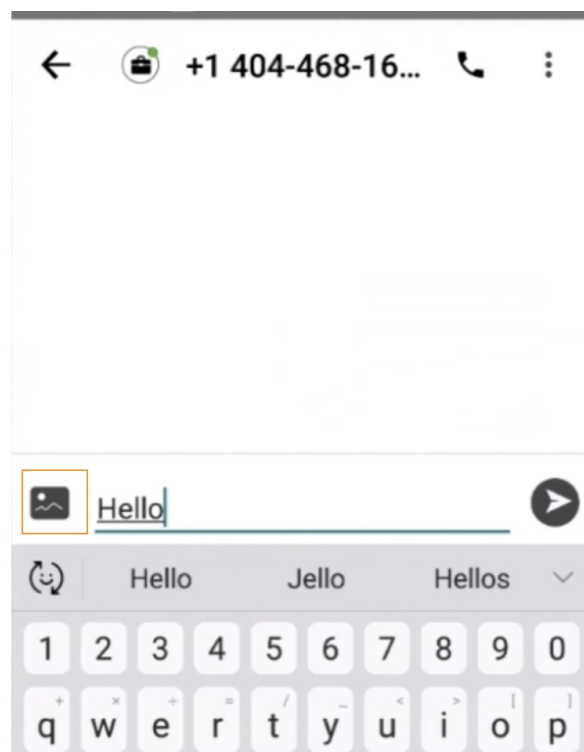 +1 404-468-16...
Hello
Hello Jello Hellos
1 2 3 4 5 6 7 8 9 0
+ × ÷ = / _ < > [ ]
q w e r t y u i o p